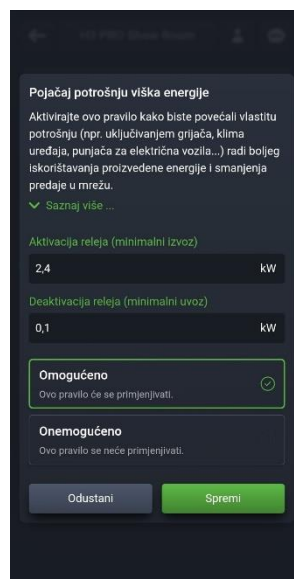 Pojačaj potrošnju viška energije
Aktivirajte ovo pravilo kako biste povećali vlastitu
potrošnju (npr. uključivanjem grijača, klima
uređaja, punjača za električna vozila...) radi boljeg
iskorištavanja proizvedene energije i smanjenja
predaje u mrežu.
Saznaj više ...
Aktivacija releja (minimalni izvoz)
2,4 kW
Deaktivacija releja (minimalni uvoz)
0,1 kW
Omogućeno
Ovo pravilo će se primjenjivati.
Onemogućeno
Ovo pravilo se neće primjenjivati.
Odustani Spremi